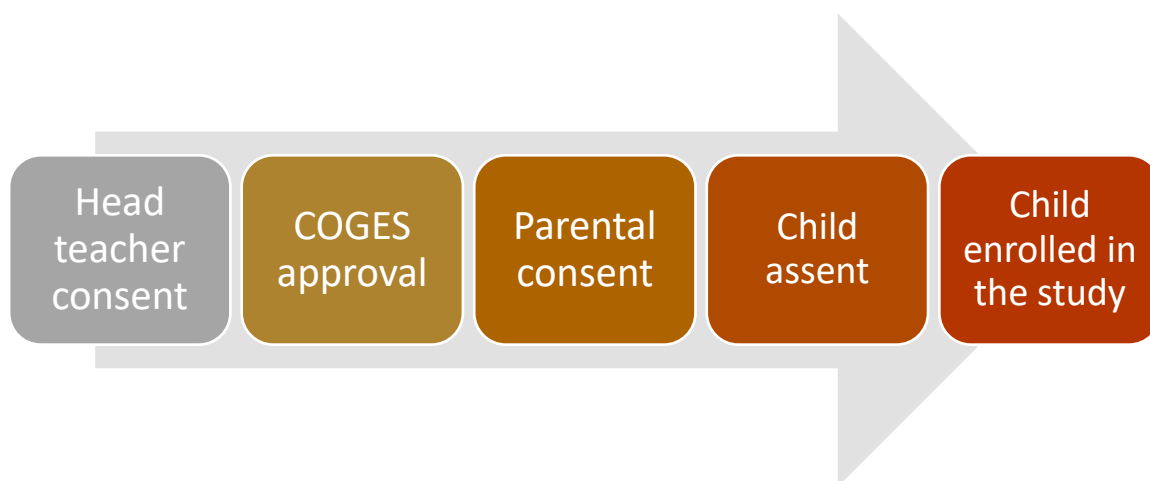 Head
teacher
consent
COGES
approval
Parental
consent
Child
assent
Child
enrolled in
the study